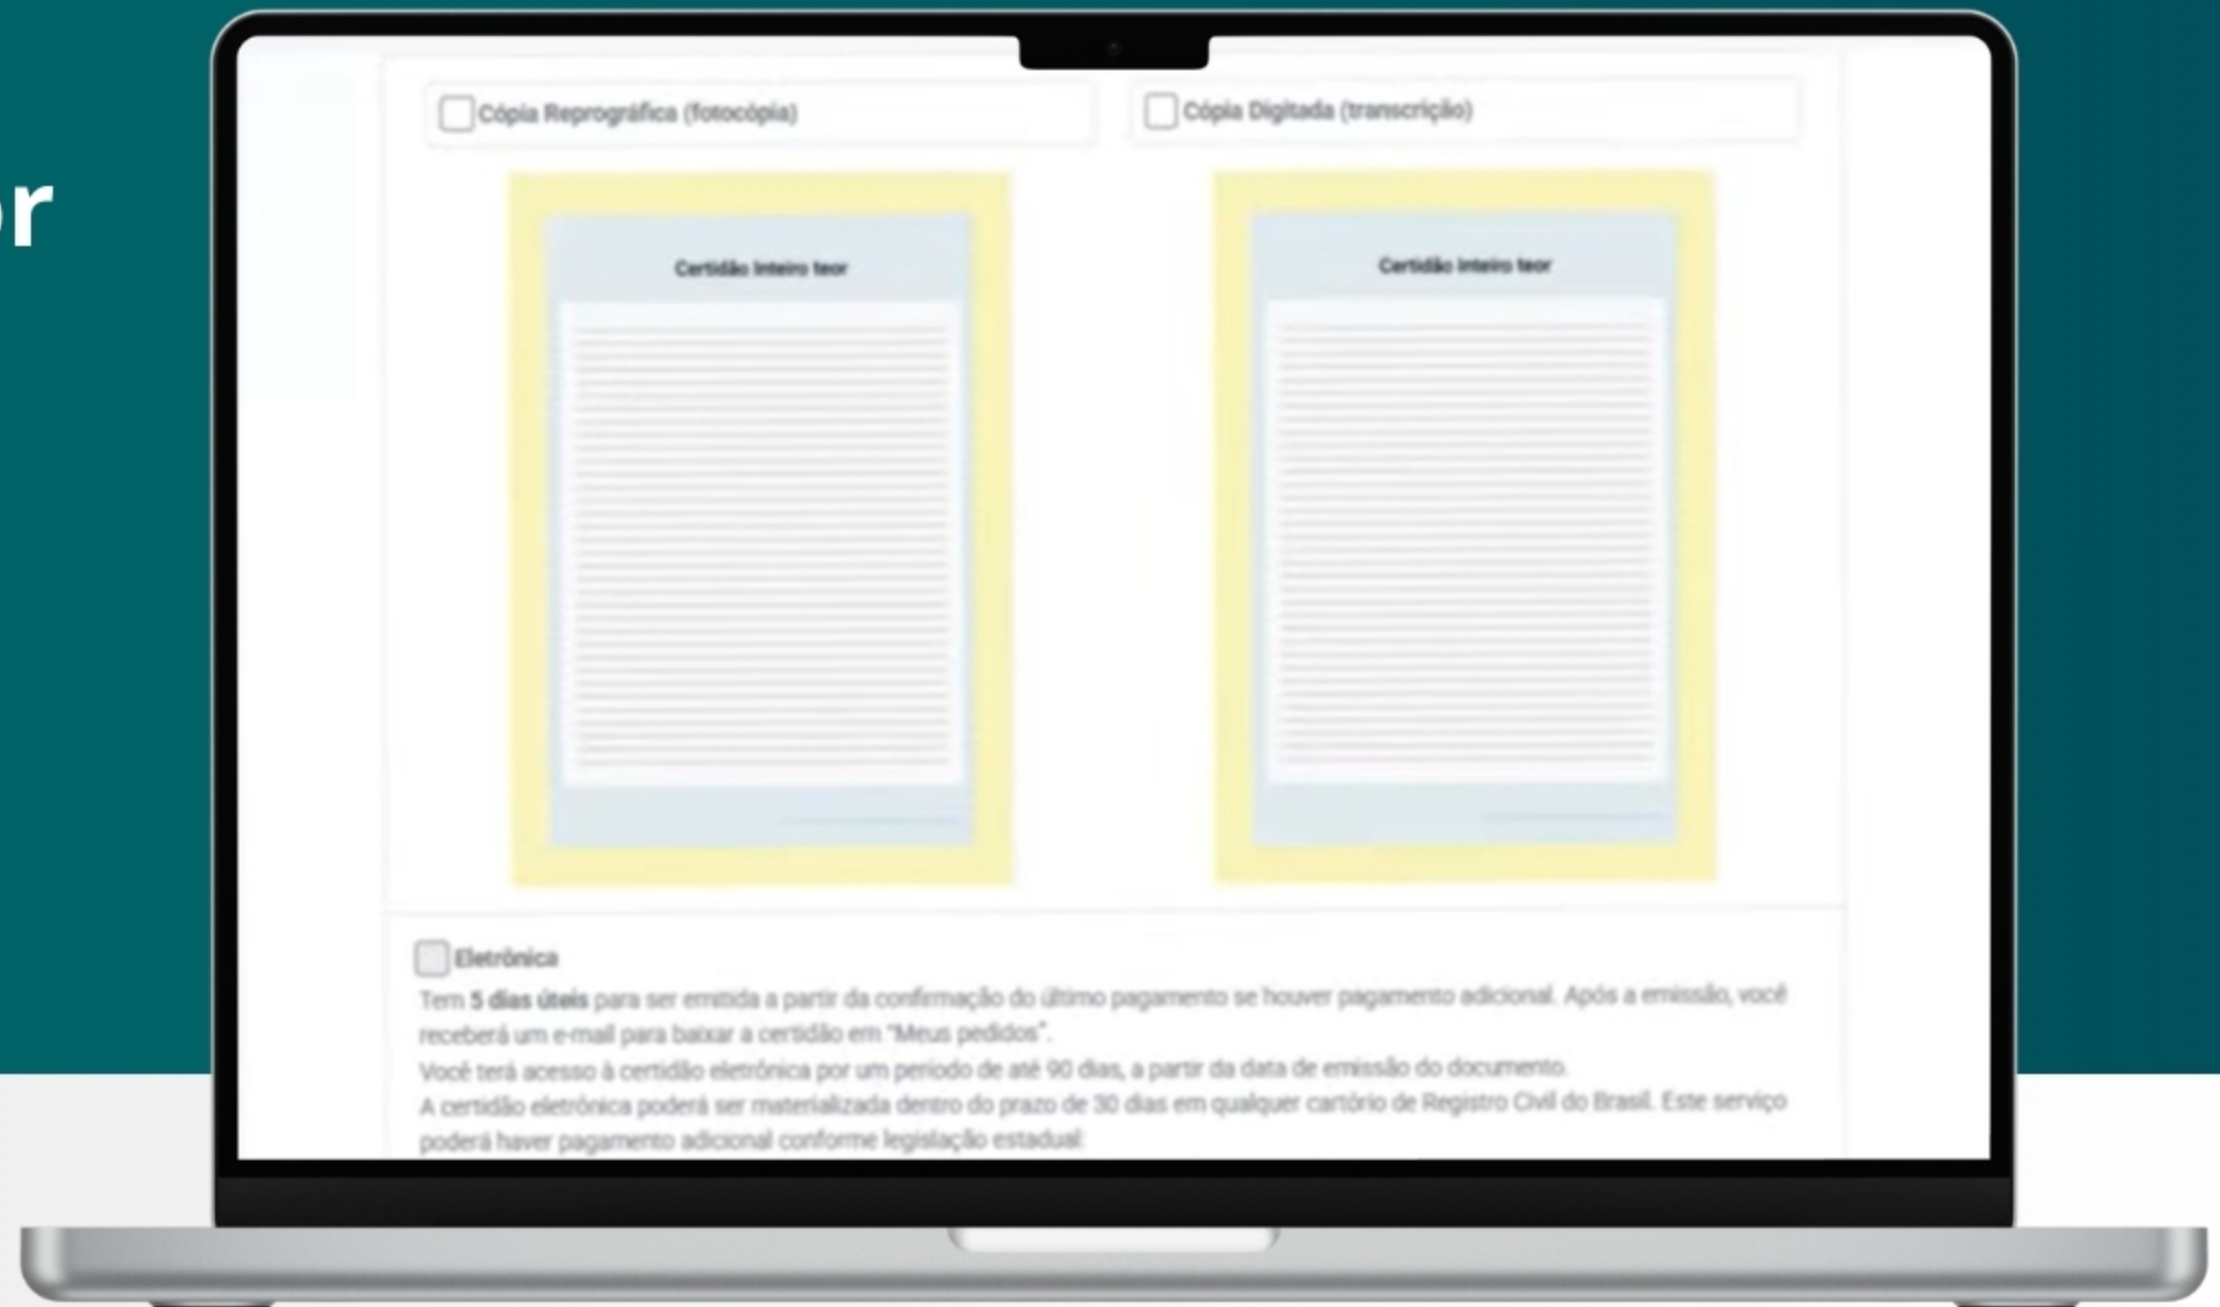 or
Cópia Reprográfica (fotocópia)
Cópia Digitada (transcrição)
Certidão Inteiro teor
Certidão Inteiro teor
Eletrônica
Tem 5 dias úteis para ser emitida a partir da confirmação do último pagamento se houver pagamento adicional. Após a emissão, você
receberá um e-mail para baixar a certidão em "Meus pedidos".
Você terá acesso à certidão eletrônica por um período de até 90 dias, a partir da data de emissão do documento.
A certidão eletrônica poderá ser materializada dentro do prazo de 30 dias em qualquer cartório de Registro Civil do Brasil. Este serviço
poderá haver pagamento adicional conforme legislação estadual: